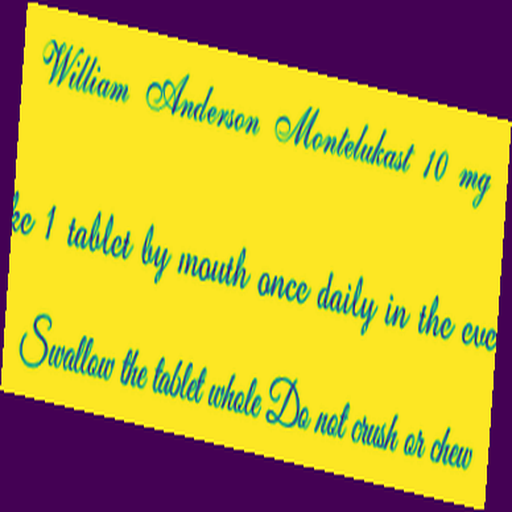 William Anderson Montelukast 10 mg
1 tablet by mouth once daily in the
Swallow the tablet whole Do not crush or chew